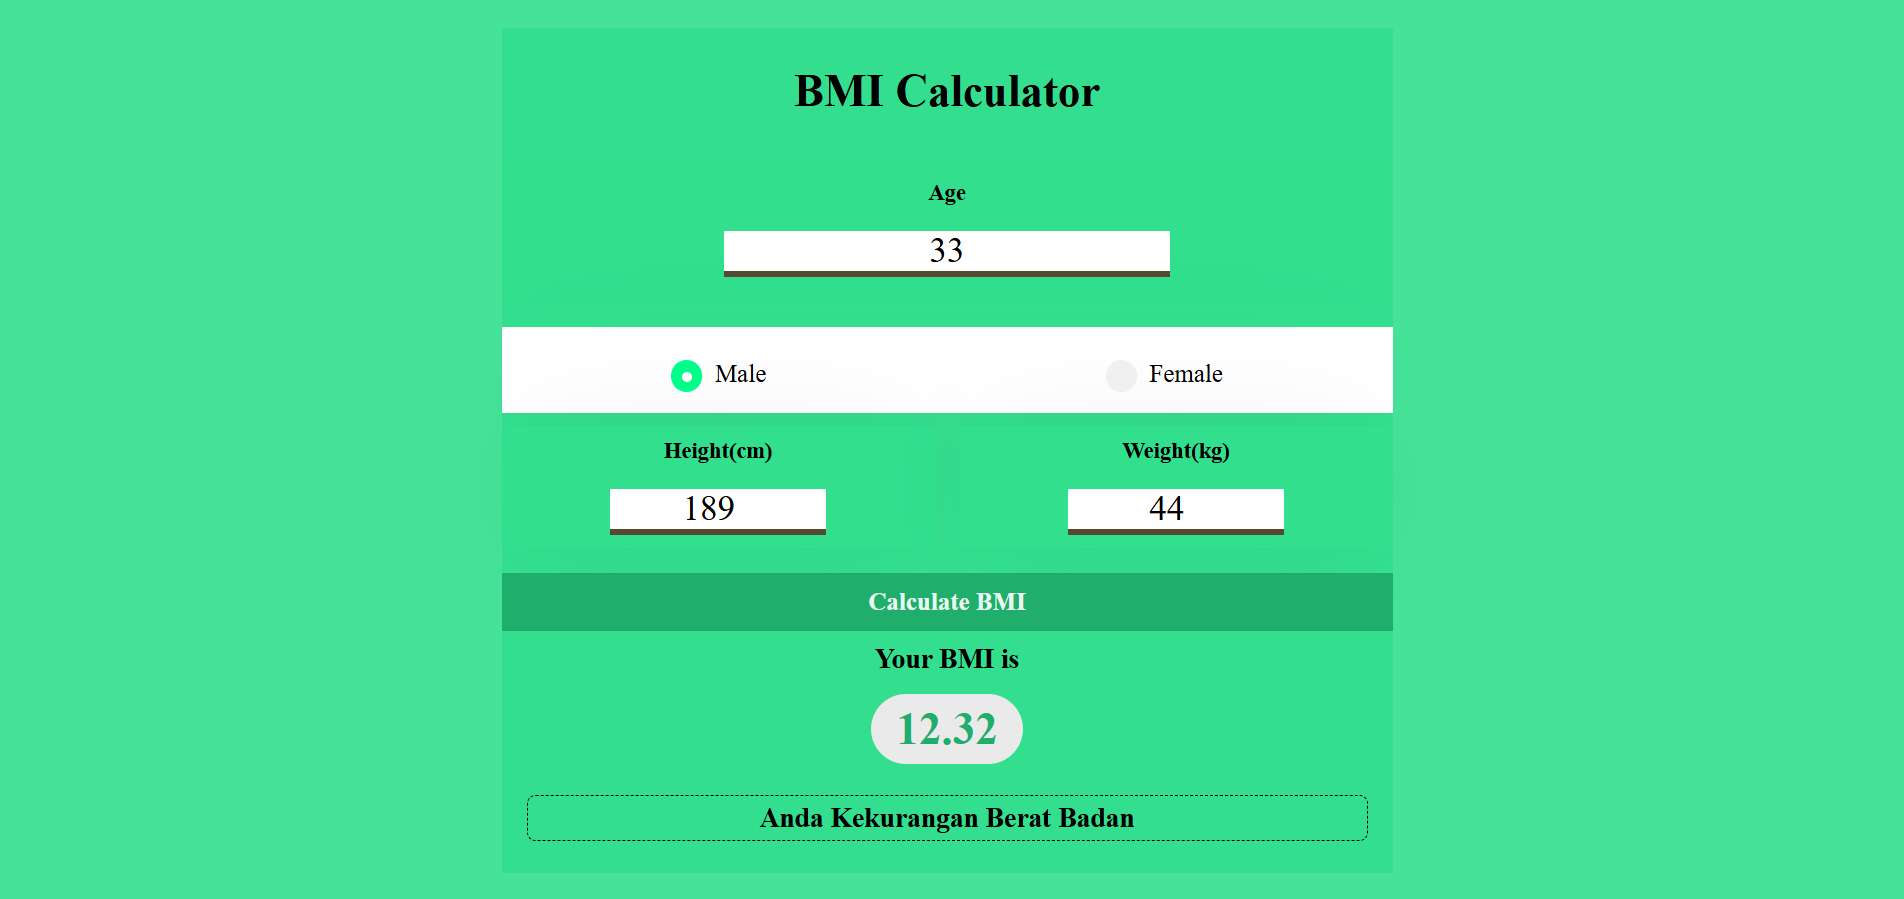 BMI Calculator
Age
33
Male Female
Height(cm) Weight(kg)
189 44
Calculate BMI
Your BMI is
12.32
Anda Kekurangan Berat Badan